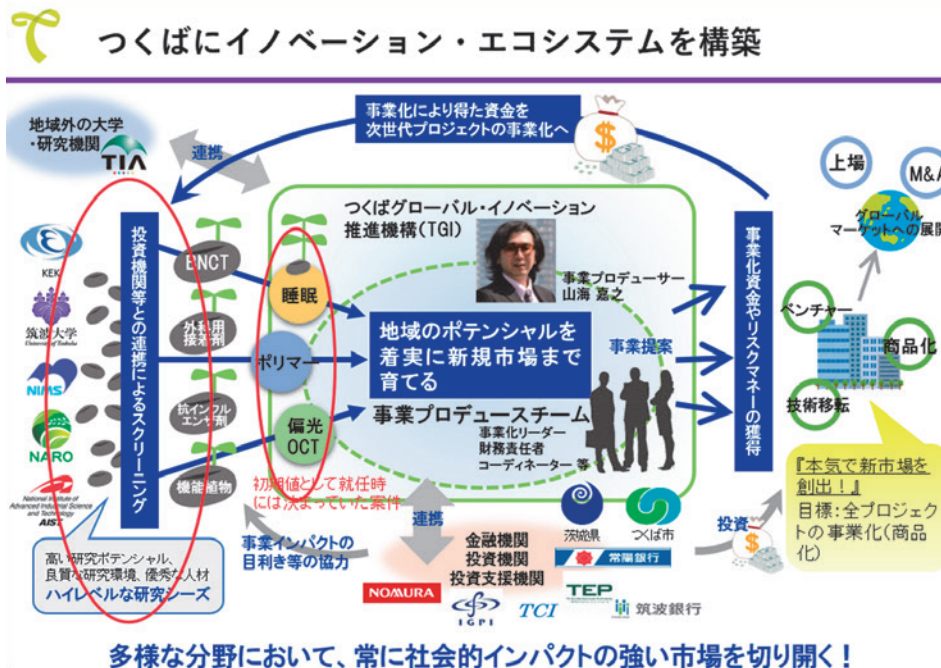 つくばにイノベーション・エコシステムを構築
地域外の大学
・研究機関
TIA
連携
事業化により得た資金を
次世代プロジェクトの事業化へ
上場
M&A
グローバル
マーケットへの展開
KEK
筑波大学
University of Tsukuba
NIMS
NARO
National Institute of
Advanced Industrial Science
and Technology
AIST
投資機関等との連携によるスクリーニング
BNCT
外科用
接着剤
抗インフル
エンザ剤
機能植物
つくばグローバル・イノベーション
推進機構(TGI)
事業プロデューサー
山海 嘉之
睡眠
ポリマー
偏光
OCT
地域のポテンシャルを
着実に新規市場まで
育てる
事業提案
事業プロデュースチーム
事業化リーダー
財務責任者
コーディネーター 等
初期値として就任時
には決まっていた案件
事業化資金やリスクマネーの獲得
ベンチャー
商品化
技術移転
『本気で新市場を
創出!』
目標:全プロジェク
トの事業化(商品
化)
高い研究ポテンシャル、
良質な研究環境、優秀な人材
ハイレベルな研究シーズ
事業インパクトの
目利き等の協力
連携
金融機関
投資機関
投資支援機関
茨城県
つくば市
常陽銀行
投資
NOMURA
IGPI
TCI
TEP
筑波銀行
多様な分野において、常に社会的インパクトの強い市場を切り開く!